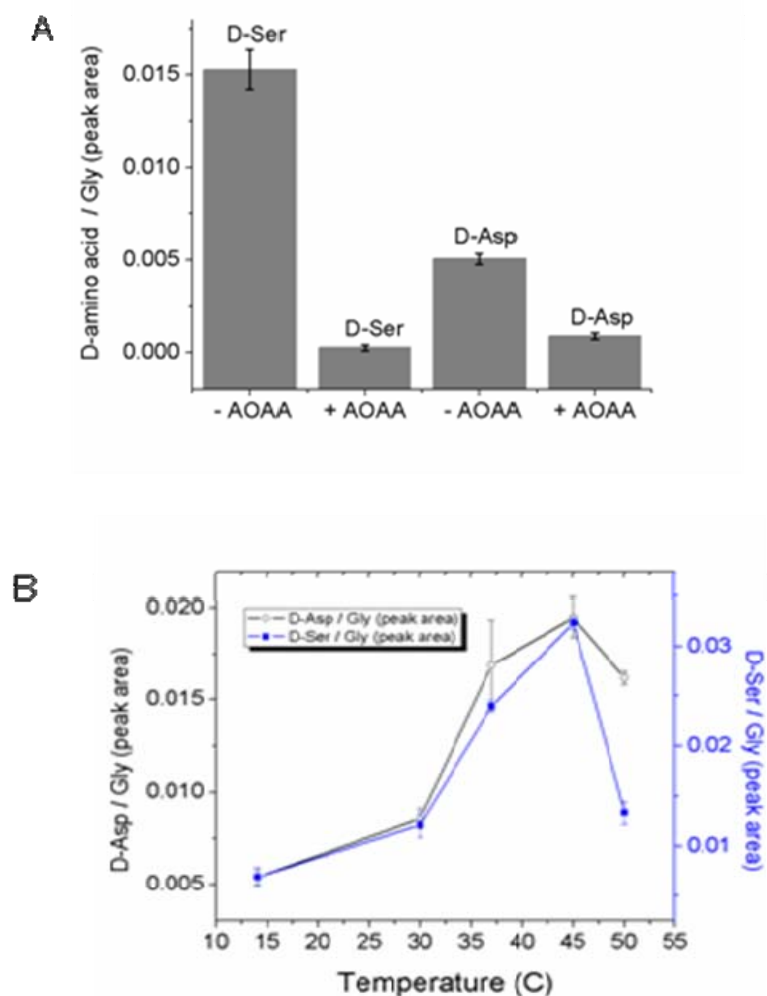 A
D-amino acid / Gly (peak area)
0.015
0.010
0.005
0.000
D-Ser
D-Ser
D-Asp
D-Asp
- AOAA
+ AOAA
- AOAA
+ AOAA
B
D-Asp / Gly (peak area)
0.020
0.015
0.010
0.005
D-Asp / Gly (peak area)
D-Ser / Gly (peak area)
0.03
0.02
0.01
D-Ser / Gly (peak area)
10 15 20 25 30 35 40 45 50 55
Temperature (C)